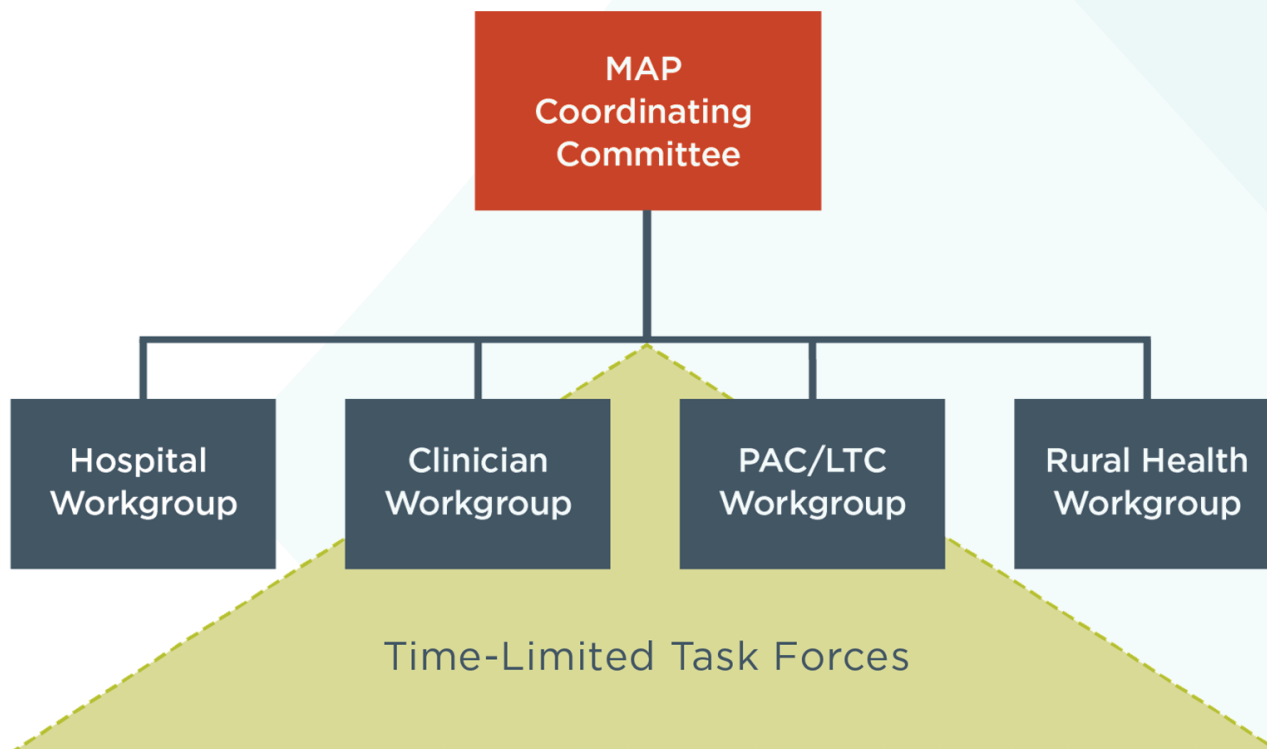 MAP
Coordinating
Committee
Hospital
Workgroup
Clinician
Workgroup
PAC/LTC
Workgroup
Rural Health
Workgroup
Time-Limited Task Forces